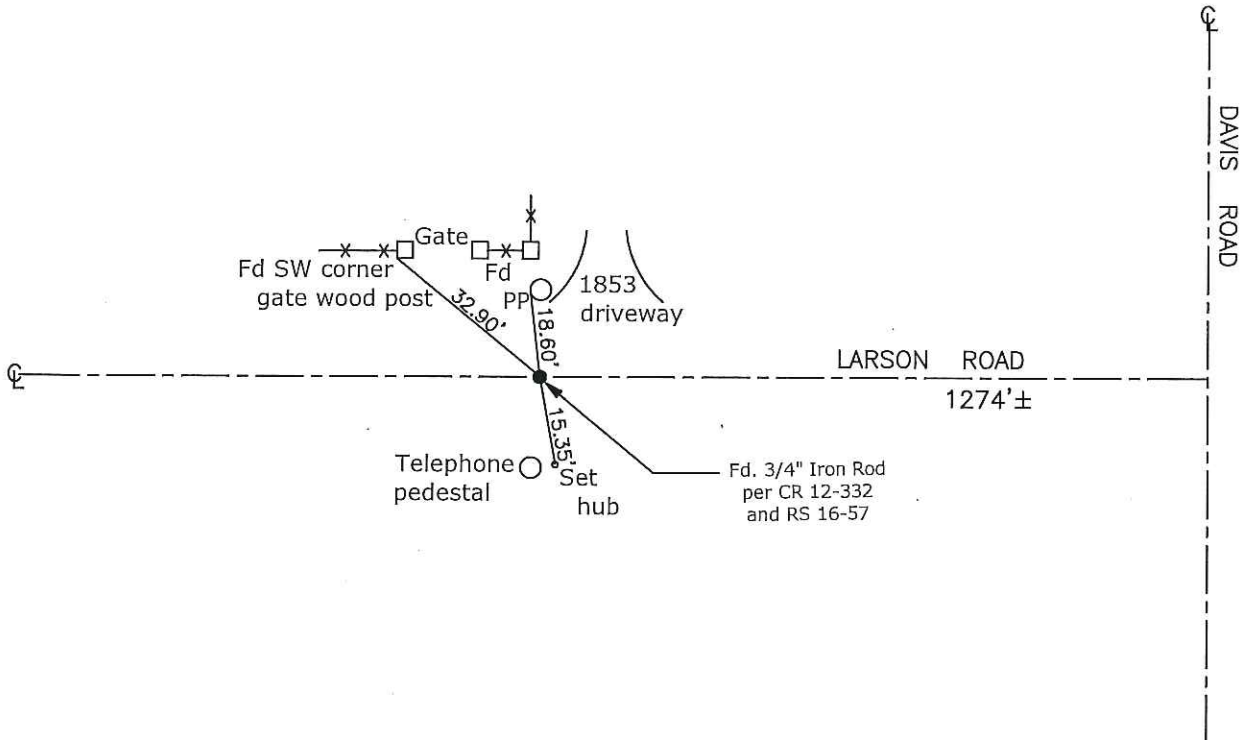 ℄
DAVIS ROAD
Gate
Fd SW corner
gate wood post
Fd
PP
1853
driveway
32.90'
18.60'
℄
LARSON ROAD
1274'±
15.35'
Telephone
pedestal
Set
hub
Fd. 3/4" Iron Rod
per CR 12-332
and RS 16-57